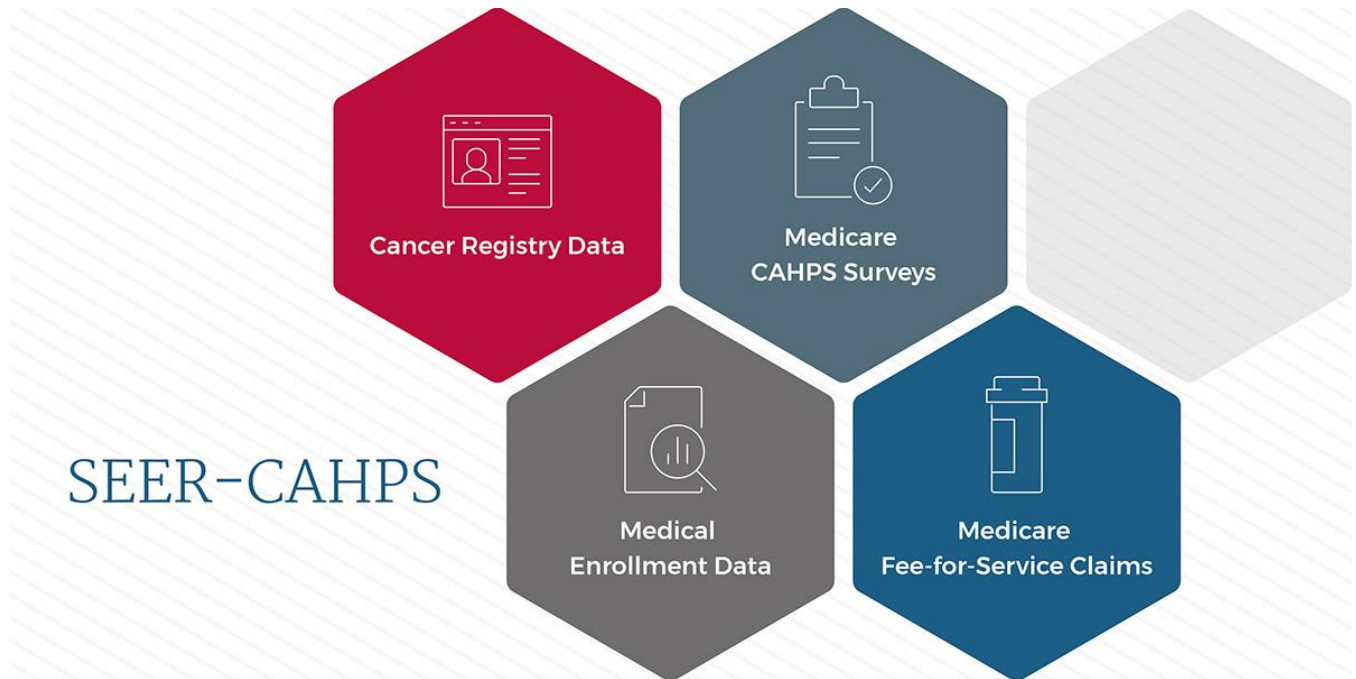 Cancer Registry Data
Medicare
CAHPS Surveys
SEER-CAHPS
Medical
Enrollment Data
Medicare
Fee-for-Service Claims